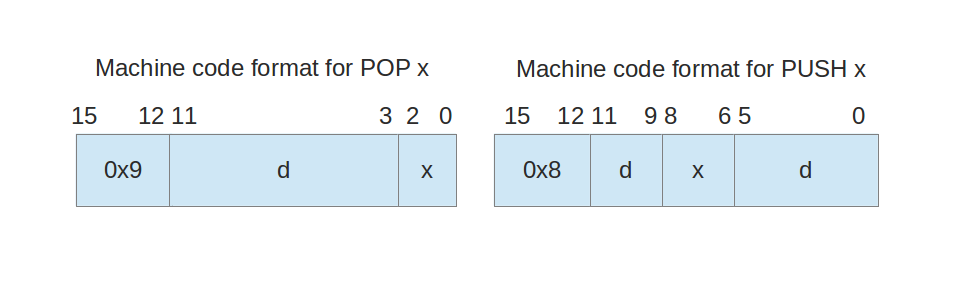 Machine code format for POP x
15 12 11 3 2 0
0x9 d x
Machine code format for PUSH x
15 12 11 9 8 6 5 0
0x8 d x d